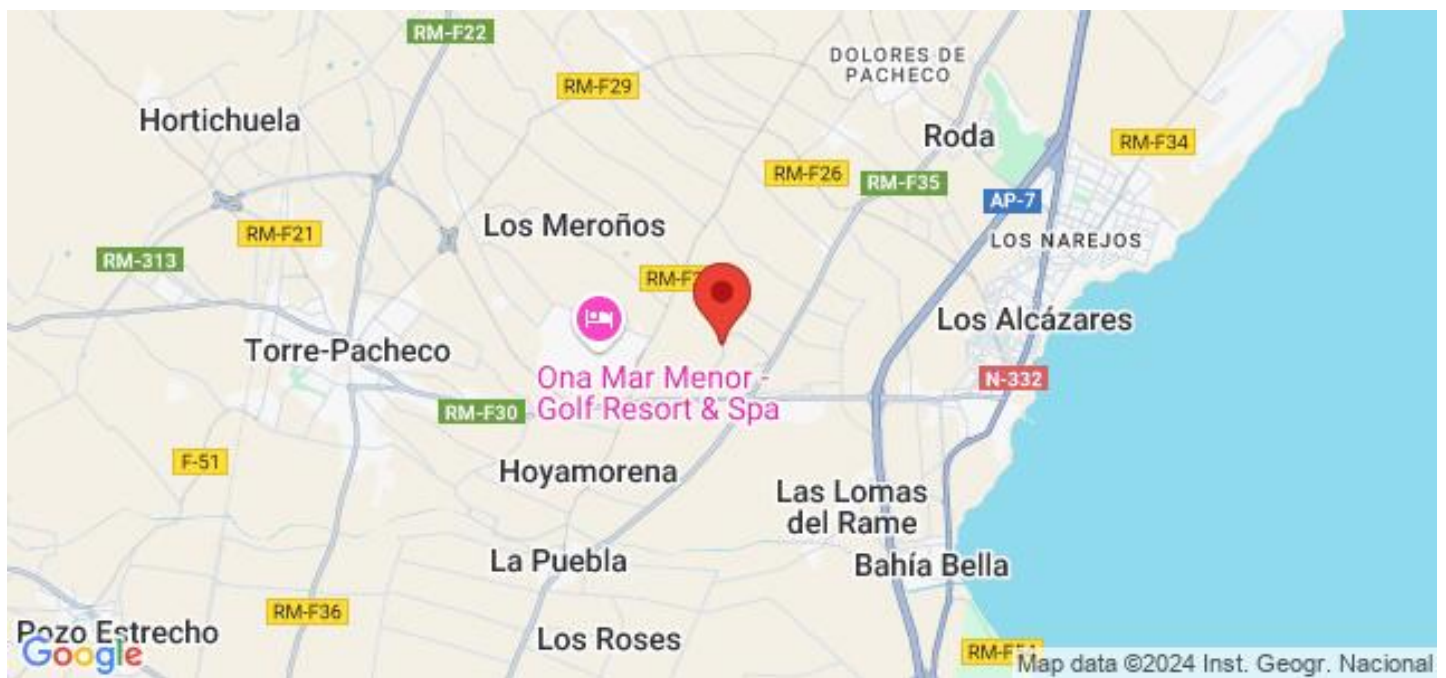 RM-F22
DOLORES DE
PACHECO
RM-F29
Hortichuela
Roda
RM-F34
RM-F26
RM-F35
AP-7
Los Meroños
RM-F21
LOS NAREJOS
RM-313
Los Alcázares
Torre-Pacheco
Ona Mar Menor -
Golf Resort & Spa
N-332
RM-F30
F-51
Hoyamorena
Las Lomas
del Rame
La Puebla
Bahía Bella
RM-F36
Pozo Estrecho
Los Roses
Google
Map data ©2024 Inst. Geogr. Nacional